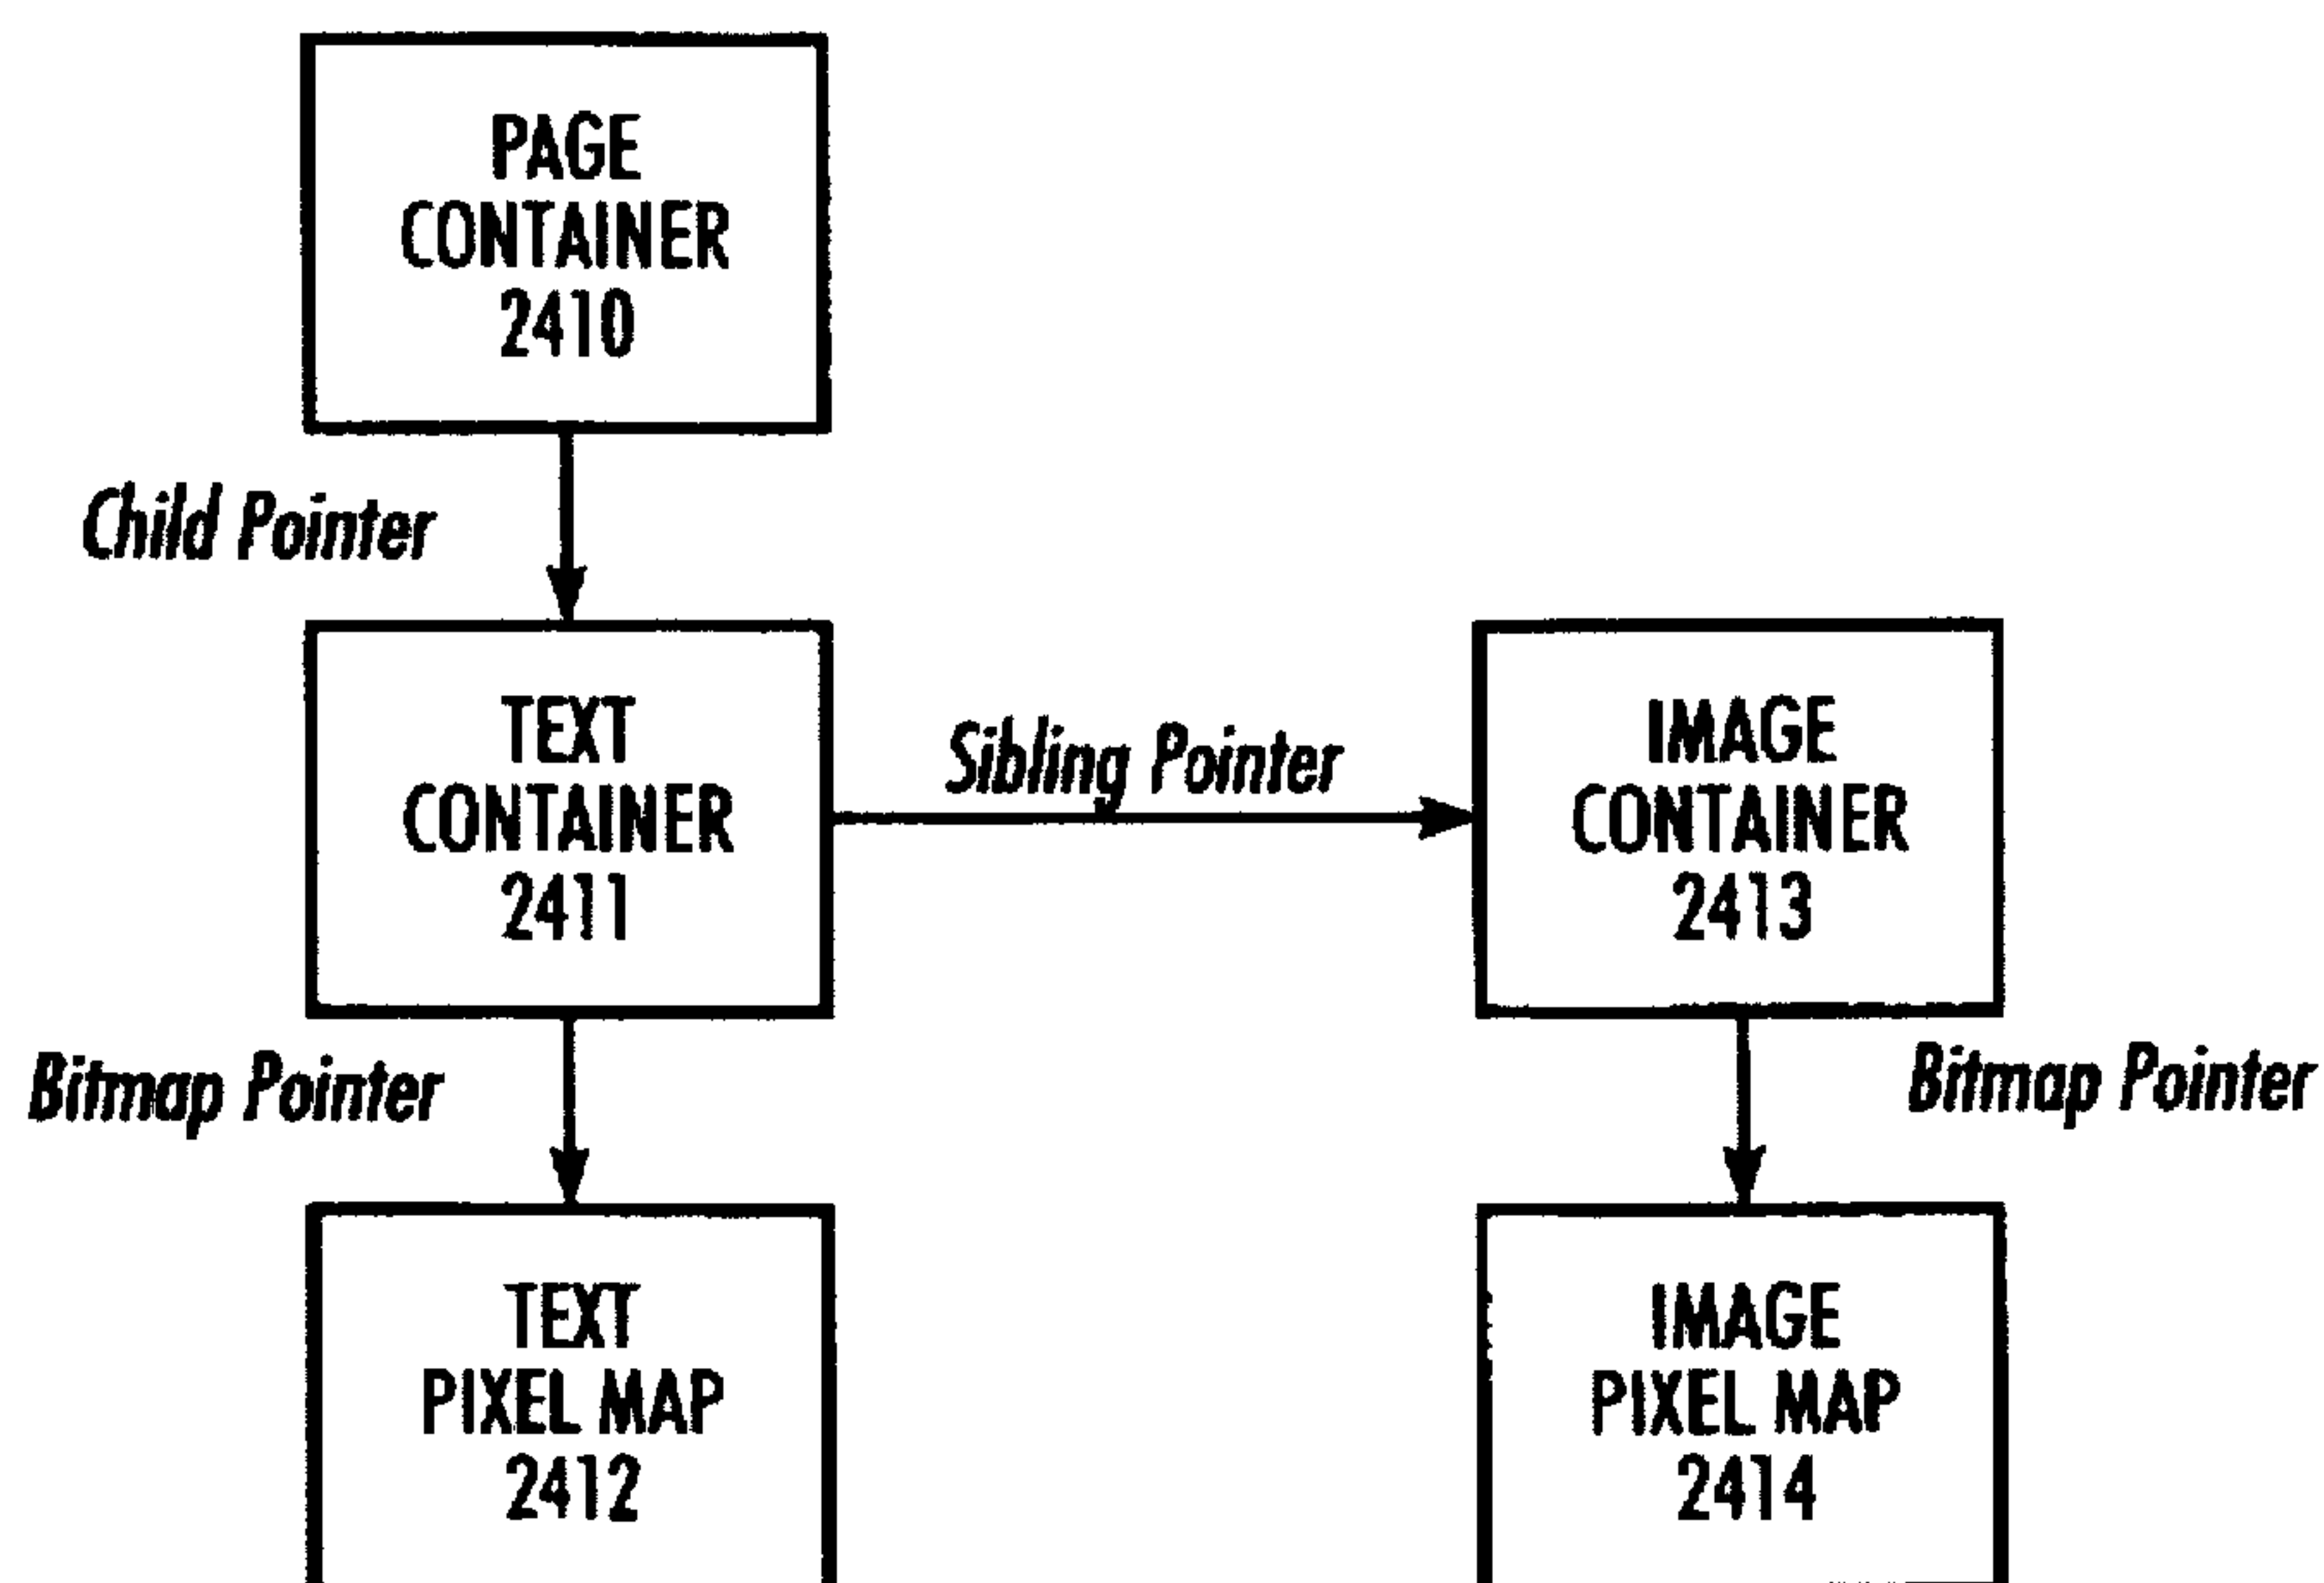 PAGE
CONTAINER
2410
Child Pointer
TEXT
CONTAINER
2411
Sibling Pointer
IMAGE
CONTAINER
2413
Bitmap Pointer
Bitmap Pointer
TEXT
PIXEL MAP
2412
IMAGE
PIXEL MAP
2414